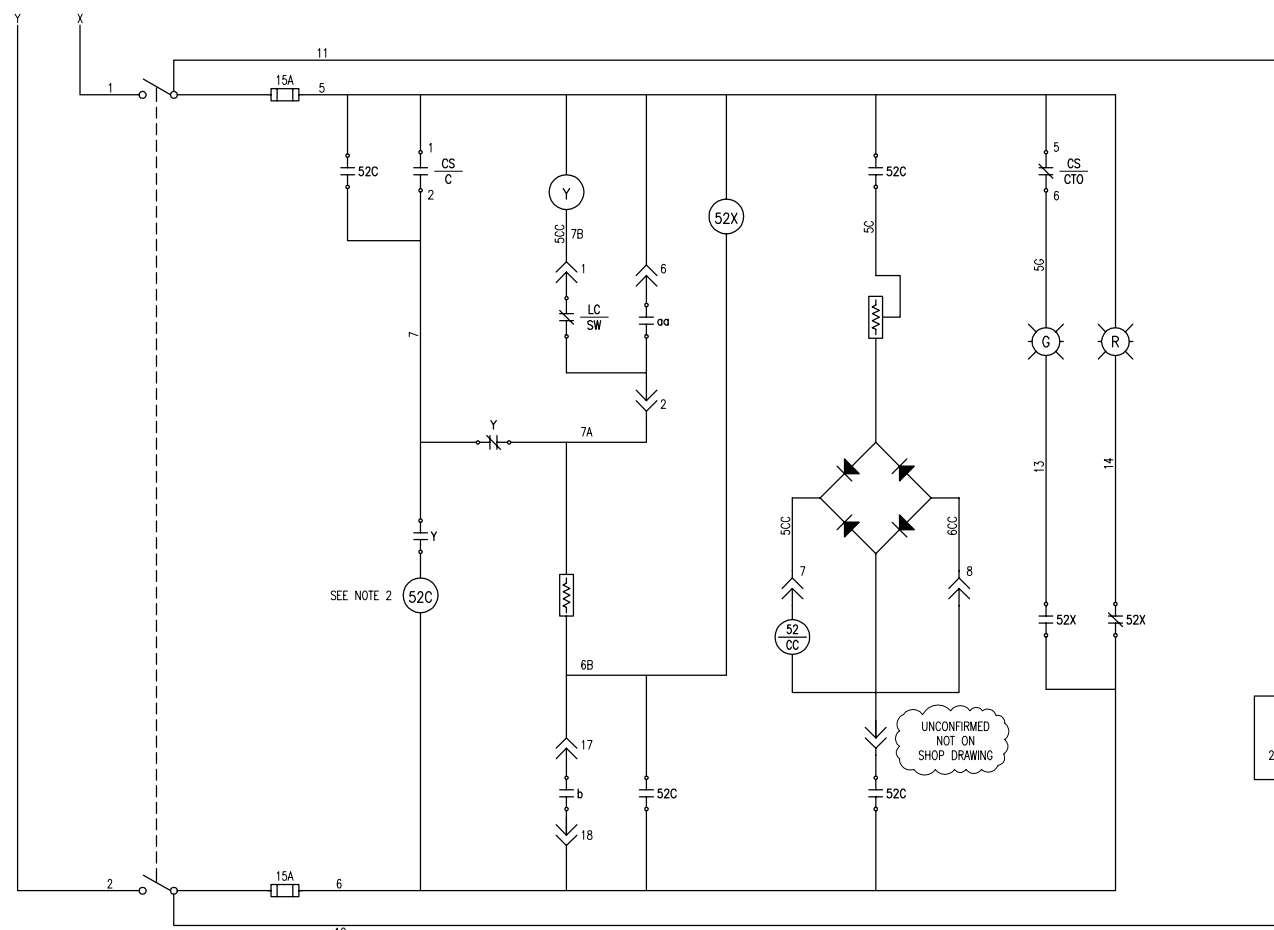 Y X
11
1 15A 5
1 5
52C CS 52C CS
C CTO
2 6
Y 52X
5CC 7B 5C
1 6 5G
LC
SW aa
7 G R
2
Y 7A
13 14
Y 5CC 6CC
7 8
SEE NOTE 2 52C
52X 52X
52
CC
6B
UNCONFIRMED
17 NOT ON
SHOP DRAWING
2
b 52C 52C
18
15A
2 6